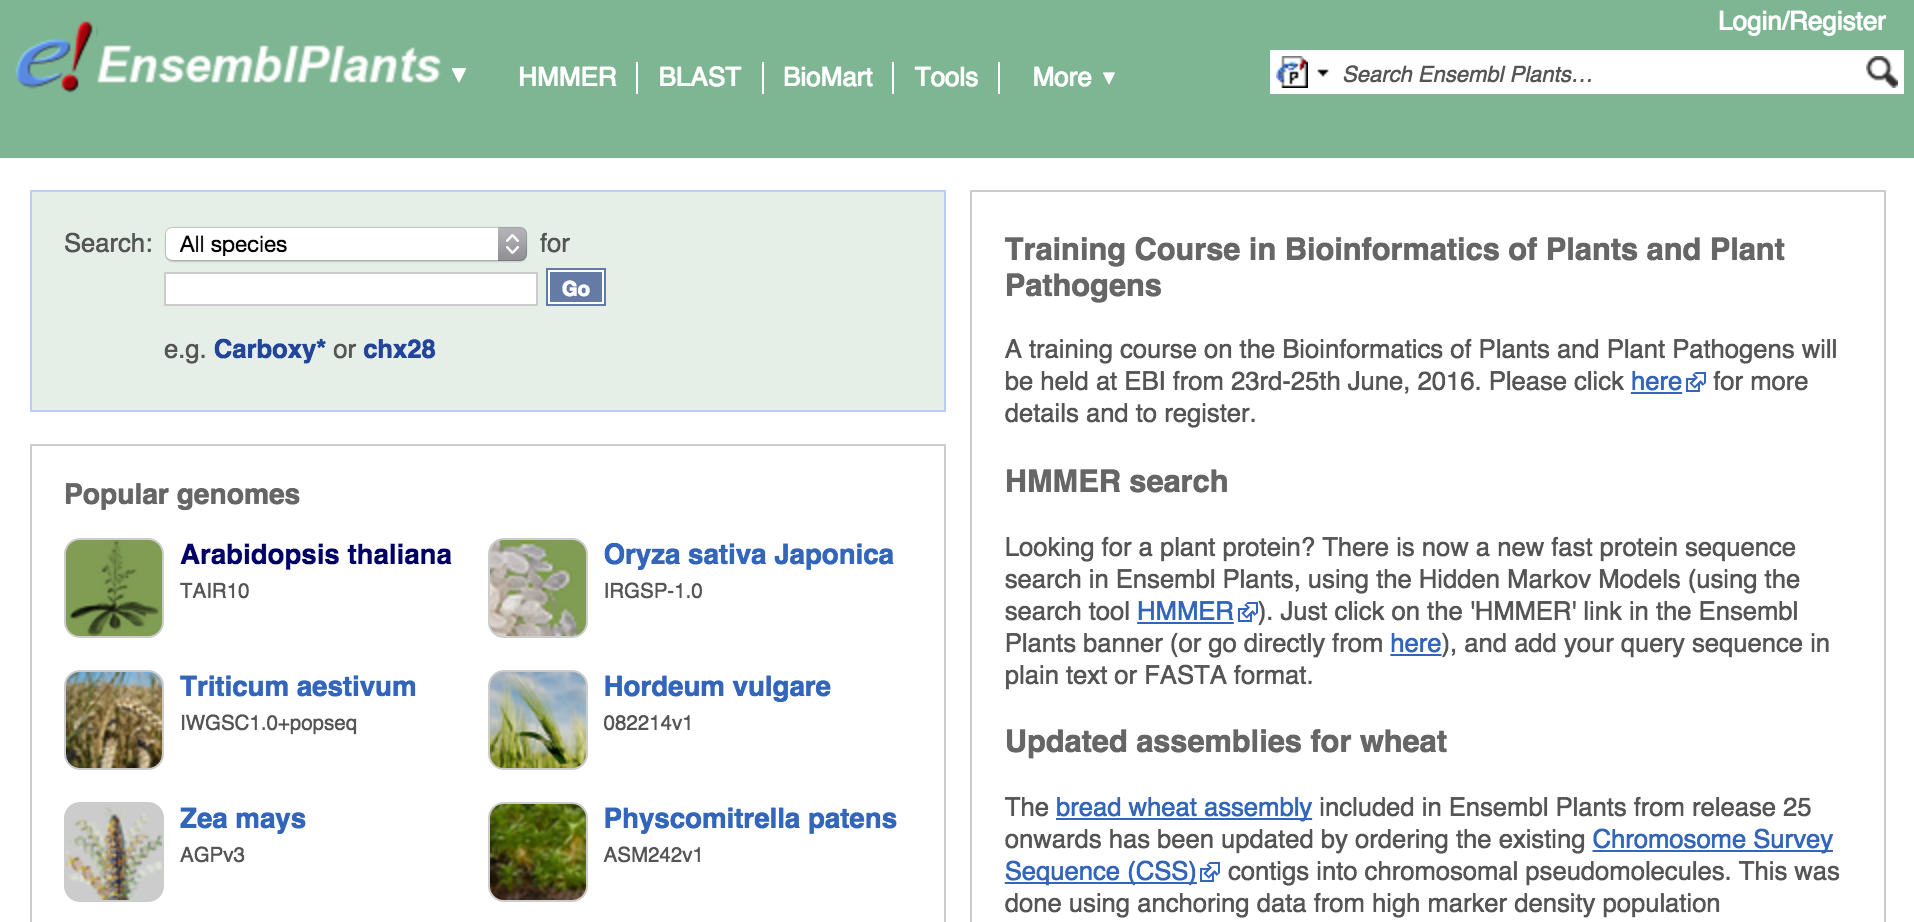 Login/Register
e! EnsemblPlants ▼
HMMER | BLAST | BioMart | Tools | More ▼
Search Ensembl Plants...
Search: All species for
Go
e.g. Carboxy* or chx28
Popular genomes
Arabidopsis thaliana
TAIR10
Oryza sativa Japonica
IRGSP-1.0
Triticum aestivum
IWGSC1.0+popseq
Hordeum vulgare
082214v1
Zea mays
AGPv3
Physcomitrella patens
ASM242v1
Training Course in Bioinformatics of Plants and Plant
Pathogens
A training course on the Bioinformatics of Plants and Plant Pathogens will
be held at EBI from 23rd-25th June, 2016. Please click here for more
details and to register.
HMMER search
Looking for a plant protein? There is now a new fast protein sequence
search in Ensembl Plants, using the Hidden Markov Models (using the
search tool HMMER). Just click on the 'HMMER' link in the Ensembl
Plants banner (or go directly from here), and add your query sequence in
plain text or FASTA format.
Updated assemblies for wheat
The bread wheat assembly included in Ensembl Plants from release 25
onwards has been updated by ordering the existing Chromosome Survey
Sequence (CSS) contigs into chromosomal pseudomolecules. This was
done using anchoring data from high marker density population